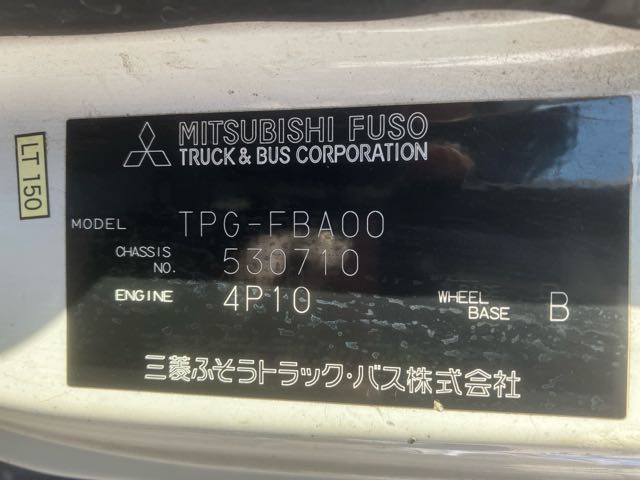 LT 150
MITSUBISHI FUSO
TRUCK & BUS CORPORATION
MODEL TPG-FBA00
CHASSIS NO. 530710
ENGINE 4P10 WHEEL BASE B
三菱ふそうトラック・バス株式会社